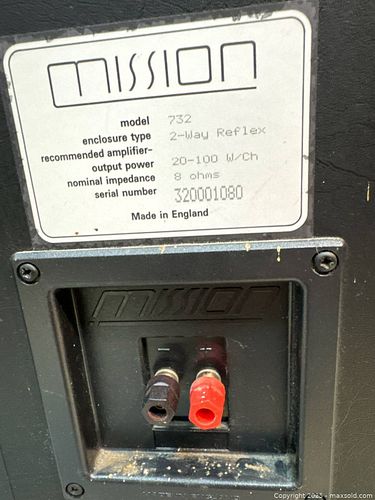 mission
model 732
enclosure type 2-Way Reflex
recommended amplifier-
output power 20-100 W/Ch
nominal impedance 8 ohms
serial number 320001080
Made in England
mission
- +
Copyright 2025 - maxsold.com